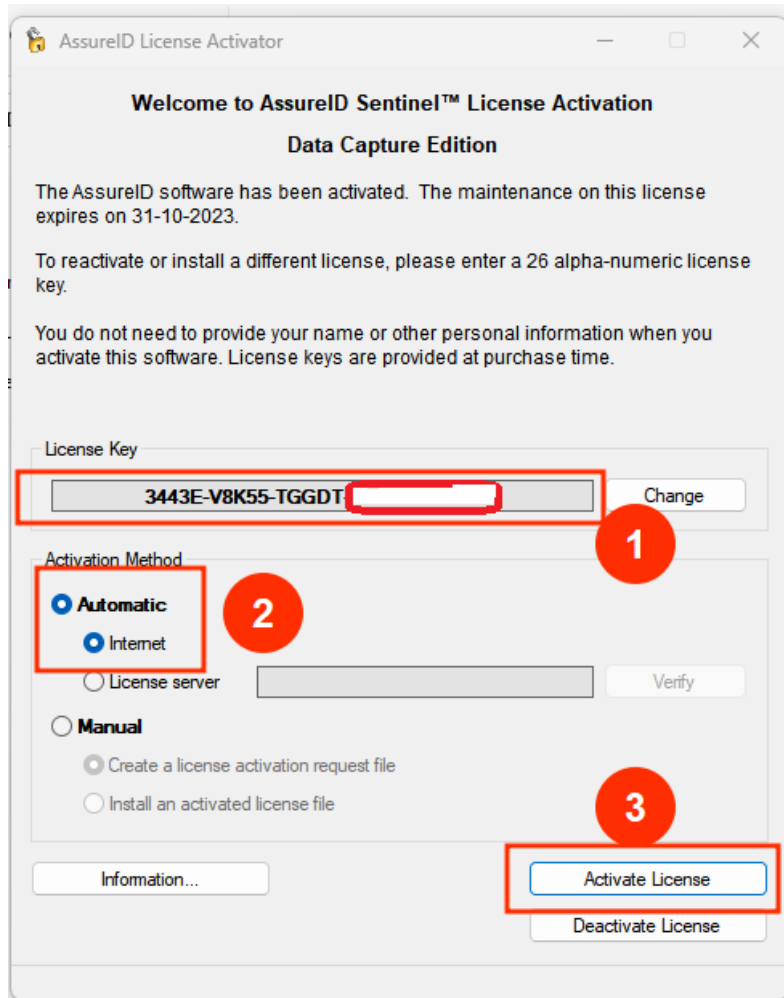 AssureID License Activator
Welcome to AssureID Sentinel™ License Activation
Data Capture Edition
The AssureID software has been activated. The maintenance on this license
expires on 31-10-2023.
To reactivate or install a different license, please enter a 26 alpha-numeric license
key.
You do not need to provide your name or other personal information when you
activate this software. License keys are provided at purchase time.
License Key
3443E-V8K55-TGGDT-
Change
1
Activation Method
Automatic
2
Internet
License server
Verify
Manual
Create a license activation request file
Install an activated license file
3
Information...
Activate License
Deactivate License